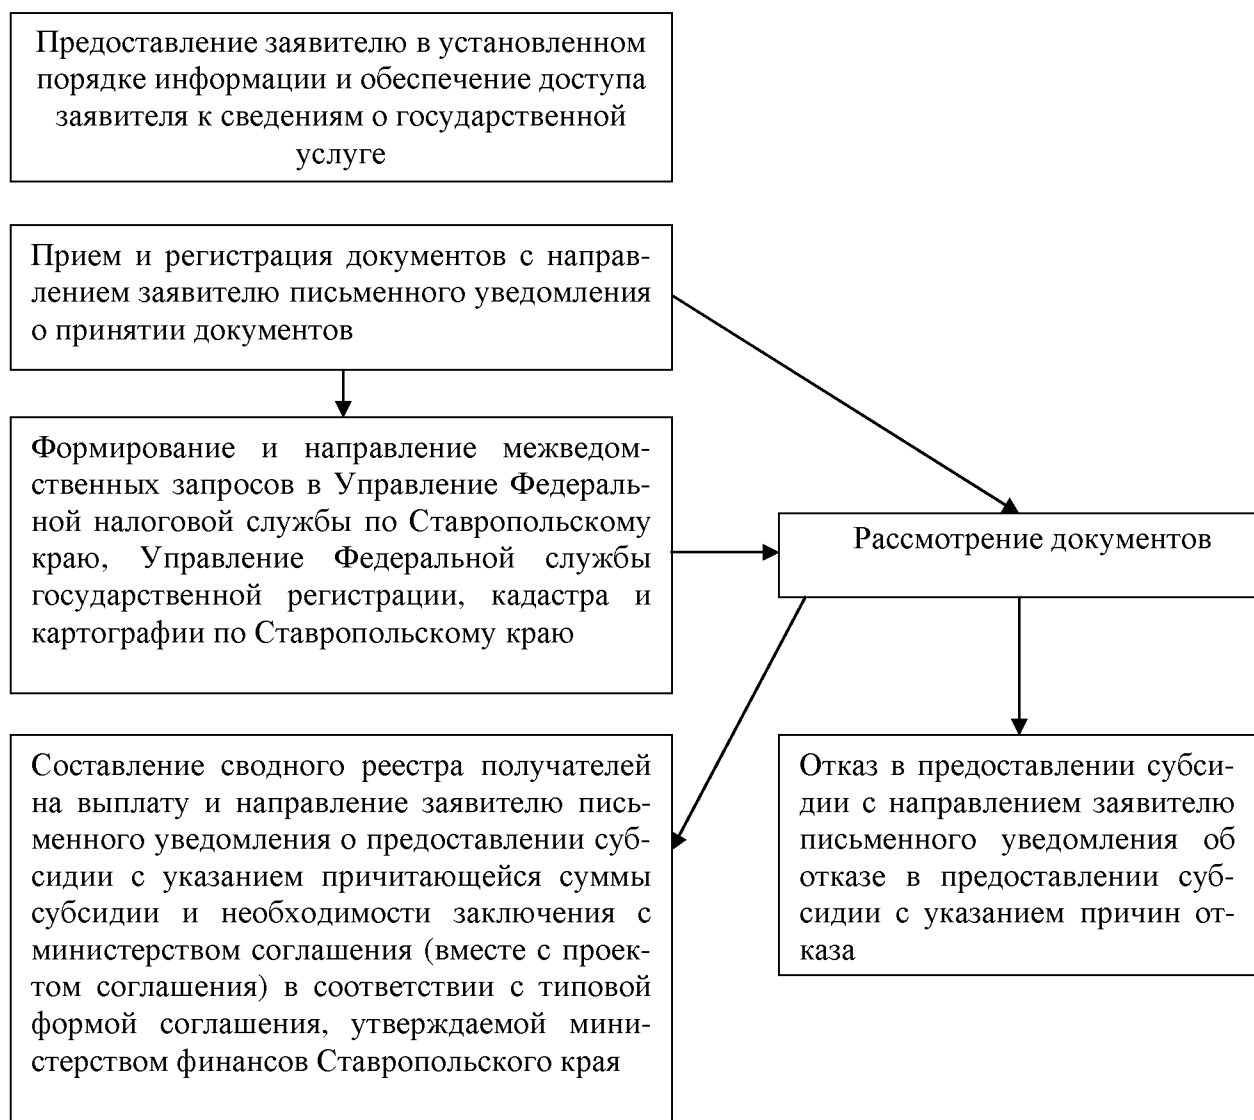 Предоставление заявителю в установленном
порядке информации и обеспечение доступа
заявителя к сведениям о государственной
услуге
Прием и регистрация документов с направ-
лением заявителю письменного уведомления
о принятии документов
Формирование и направление межведом-
ственных запросов в Управление Федераль-
ной налоговой службы по Ставропольскому
краю, Управление Федеральной службы
государственной регистрации, кадастра и
картографии по Ставропольскому краю
Рассмотрение документов
Составление сводного реестра получателей
на выплату и направление заявителю пись-
менного уведомления о предоставлении суб-
сидии с указанием причитающейся суммы
субсидии и необходимости заключения с
министерством соглашения (вместе с проек-
том соглашения) в соответствии с типовой
формой соглашения, утверждаемой мини-
стерством финансов Ставропольского края
Отказ в предоставлении субси-
дии с направлением заявителю
письменного уведомления об
отказе в предоставлении суб-
сидии с указанием причин от-
каза